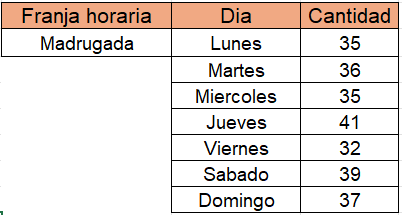 Franja horaria Dia Cantidad
Madrugada Lunes 35
Martes 36
Miercoles 35
Jueves 41
Viernes 32
Sabado 39
Domingo 37